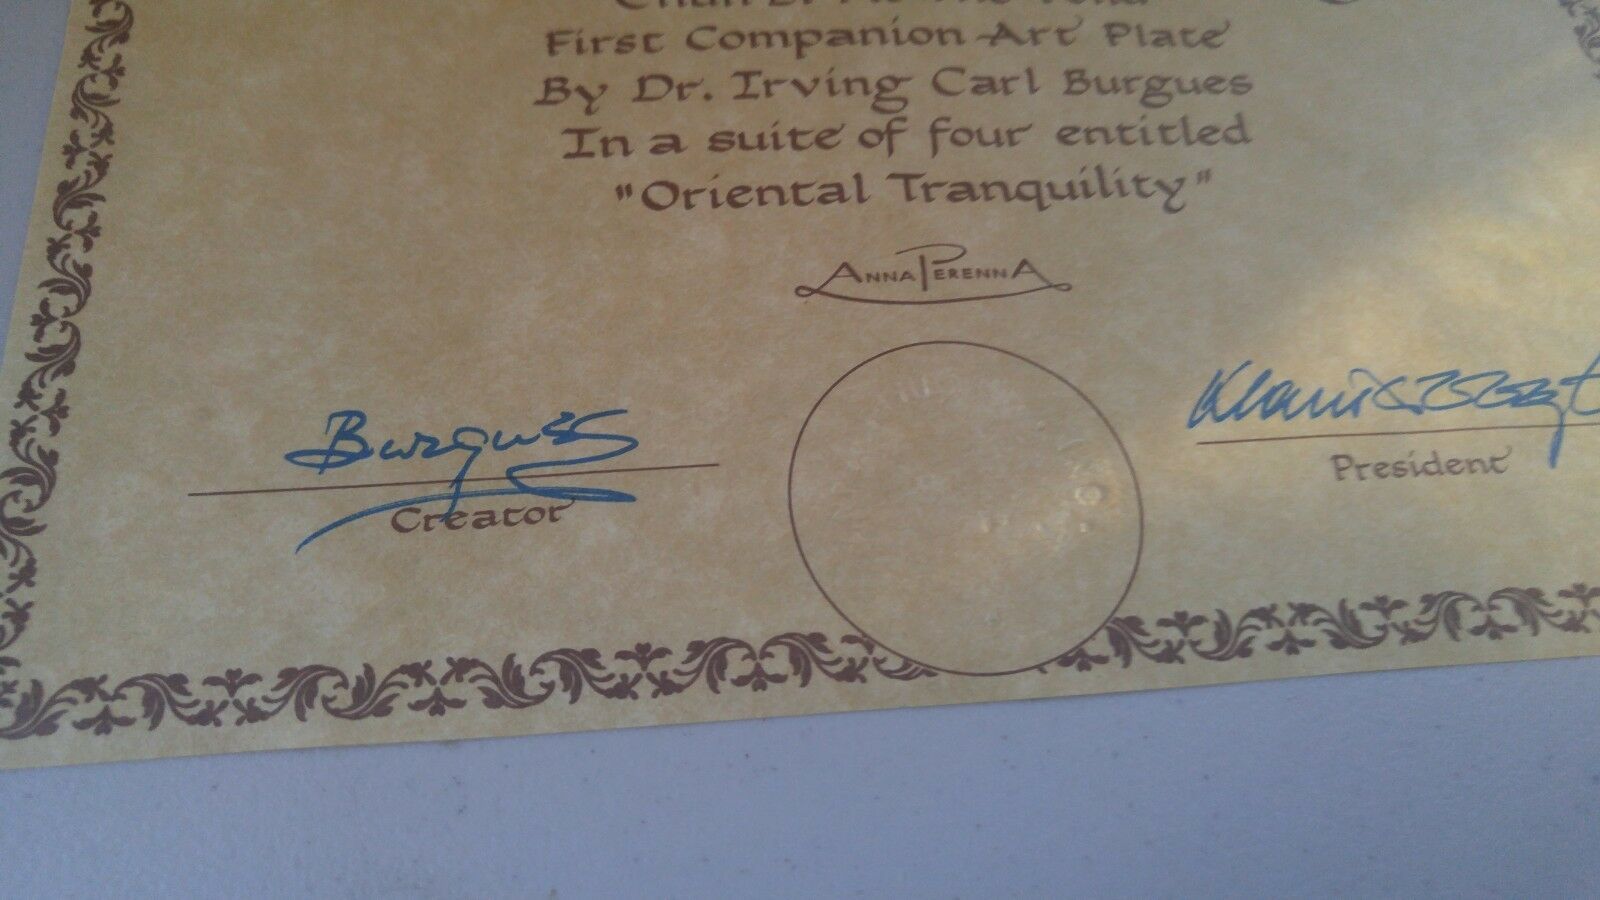 First Companion Art Plate
By Dr. Irving Carl Burgues
In a suite of four entitled
"Oriental Tranquility"
Anna Perenna
Burgues
Creator
President